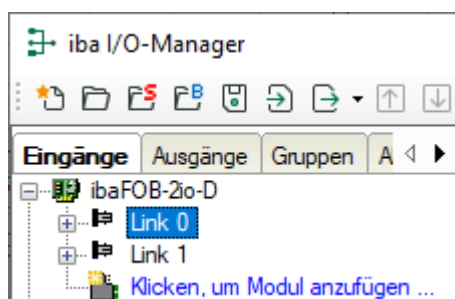 iba I/O-Manager
Eingänge Ausgänge Gruppen A
ibaFOB-2io-D
Link 0
Link 1
Klicken, um Modul anzufügen ...